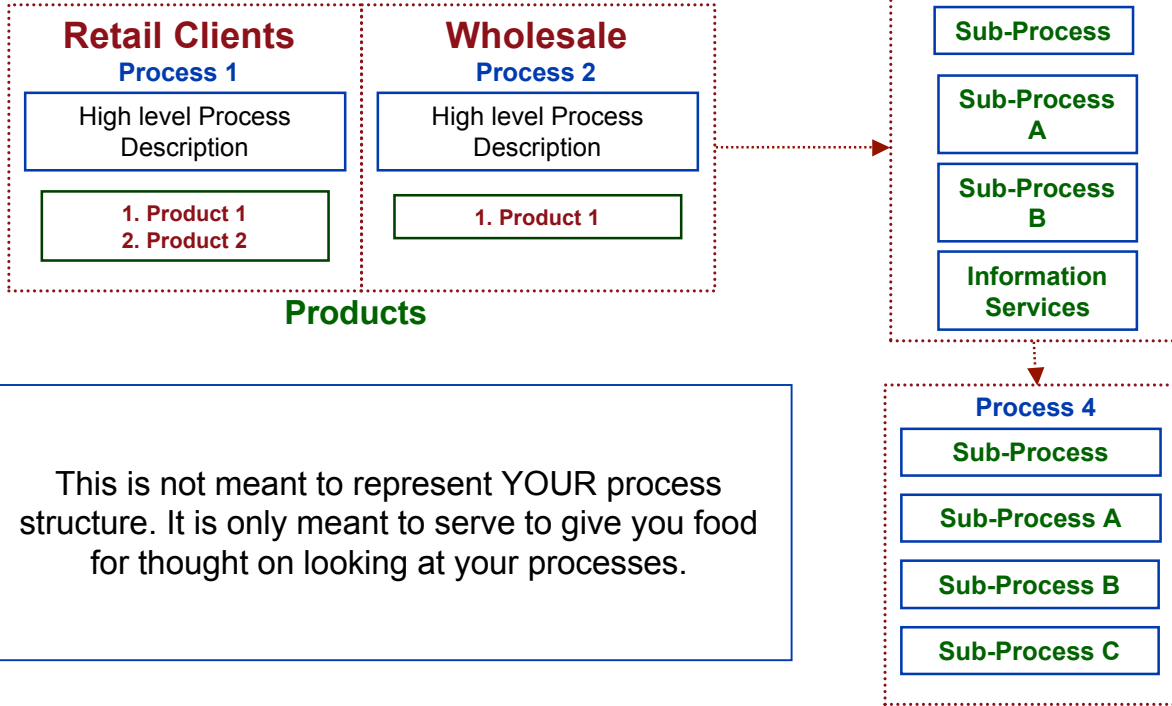 Retail Clients
Process 1
High level Process
Description
1. Product 1
2. Product 2
Wholesale
Process 2
High level Process
Description
1. Product 1
Products
Sub-Process
Sub-Process
A
Sub-Process
B
Information
Services
Process 4
Sub-Process
Sub-Process A
Sub-Process B
Sub-Process C
This is not meant to represent YOUR process
structure. It is only meant to serve to give you food
for thought on looking at your processes.